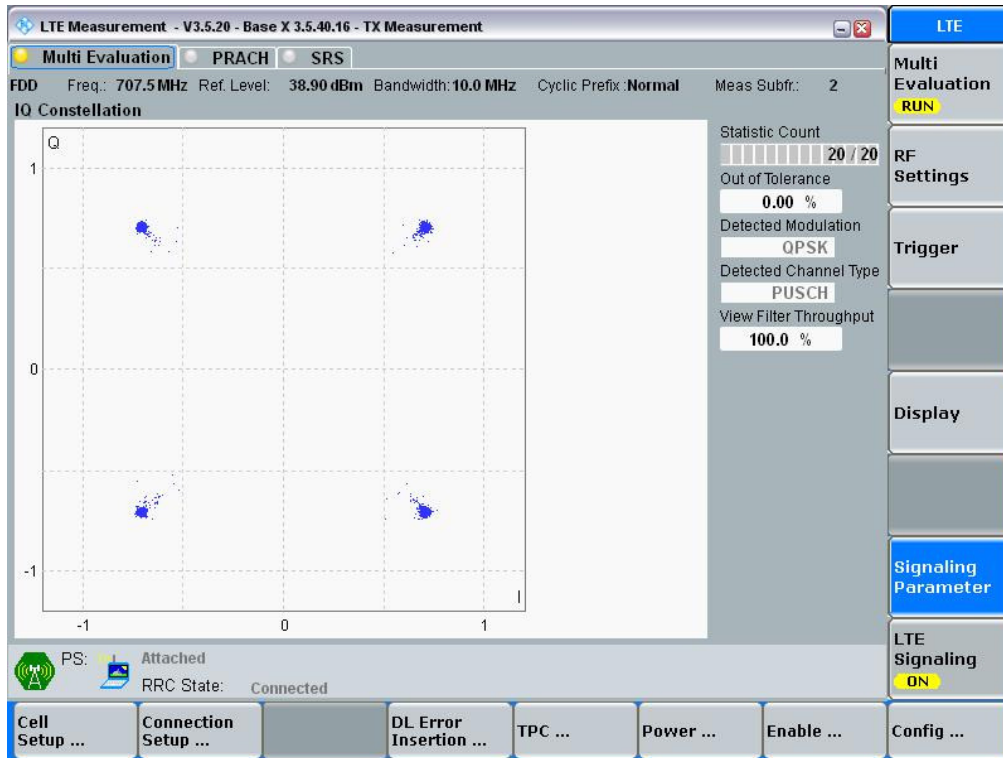 LTE Measurement - V3.5.20 - Base X 3.5.40.16 - TX Measurement
LTE
Multi Evaluation PRACH SRS
FDD Freq.: 707.5 MHz Ref. Level: 38.90 dBm Bandwidth: 10.0 MHz Cyclic Prefix : Normal Meas Subfr.: 2
IQ Constellation
Q
1
0
-1
I
-1 0 1
Statistic Count
20 / 20
Out of Tolerance
0.00 %
Detected Modulation
QPSK
Detected Channel Type
PUSCH
View Filter Throughput
100.0 %
Multi
Evaluation
RUN
RF
Settings
Trigger
Display
Signaling
Parameter
LTE
Signaling
ON
PS: Attached
RRC State: Connected
Cell
Setup ...
Connection
Setup ...
DL Error
Insertion ...
TPC ...
Power ...
Enable ...
Config ...